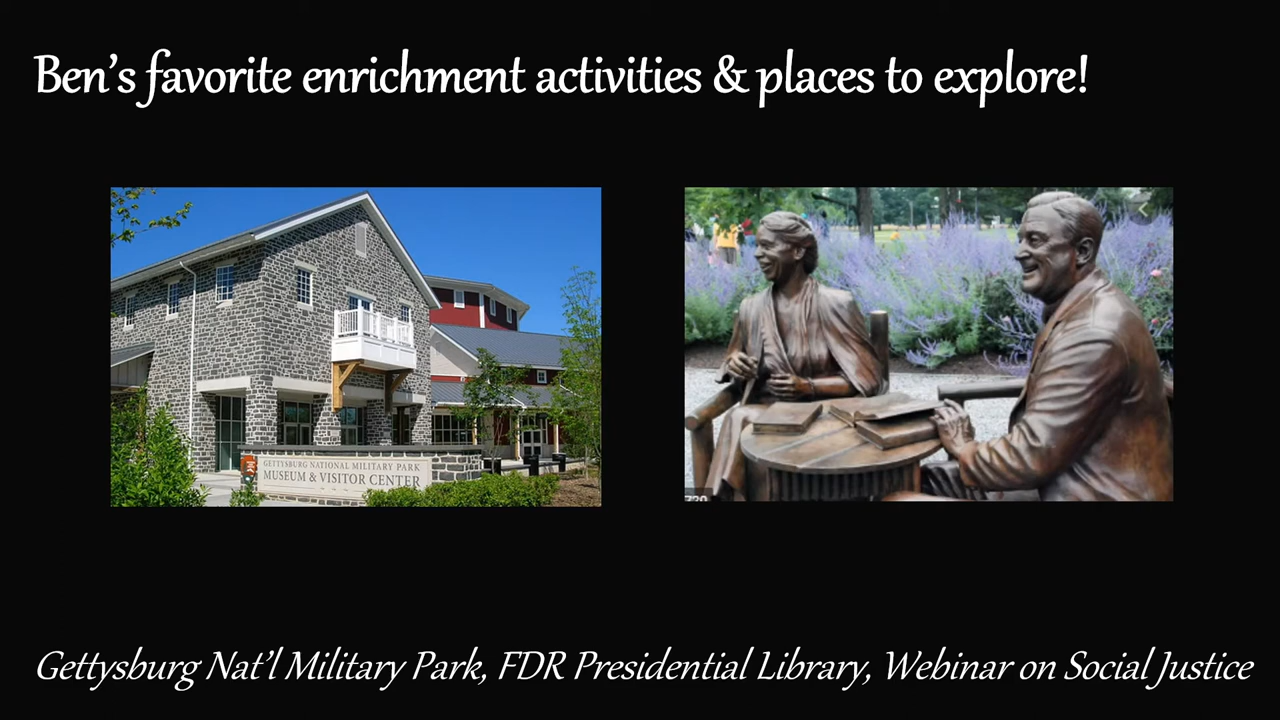 Ben's favorite enrichment activities & places to explore!
GETTYSBURG NATIONAL MILITARY PARK
MUSEUM & VISITOR CENTER
720
Gettysburg Nat'l Military Park, FDR Presidential Library, Webinar on Social Justice